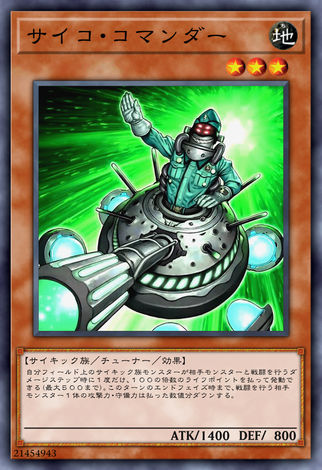 サイコ・コマンダー
地
【サイキック族／チューナー／効果】
自分フィールド上のサイキック族モンスターが相手モンスターと戦闘を行うダ
メージステップ時に１度だけ、１００の倍数のライフポイントを払って発動で
きる（最大５００まで）。このターンのエンドフェイズ時まで、戦闘を行う相手
モンスター１体の攻撃力・守備力は払った数値分ダウンする。
ATK/1400 DEF/ 800
21454943